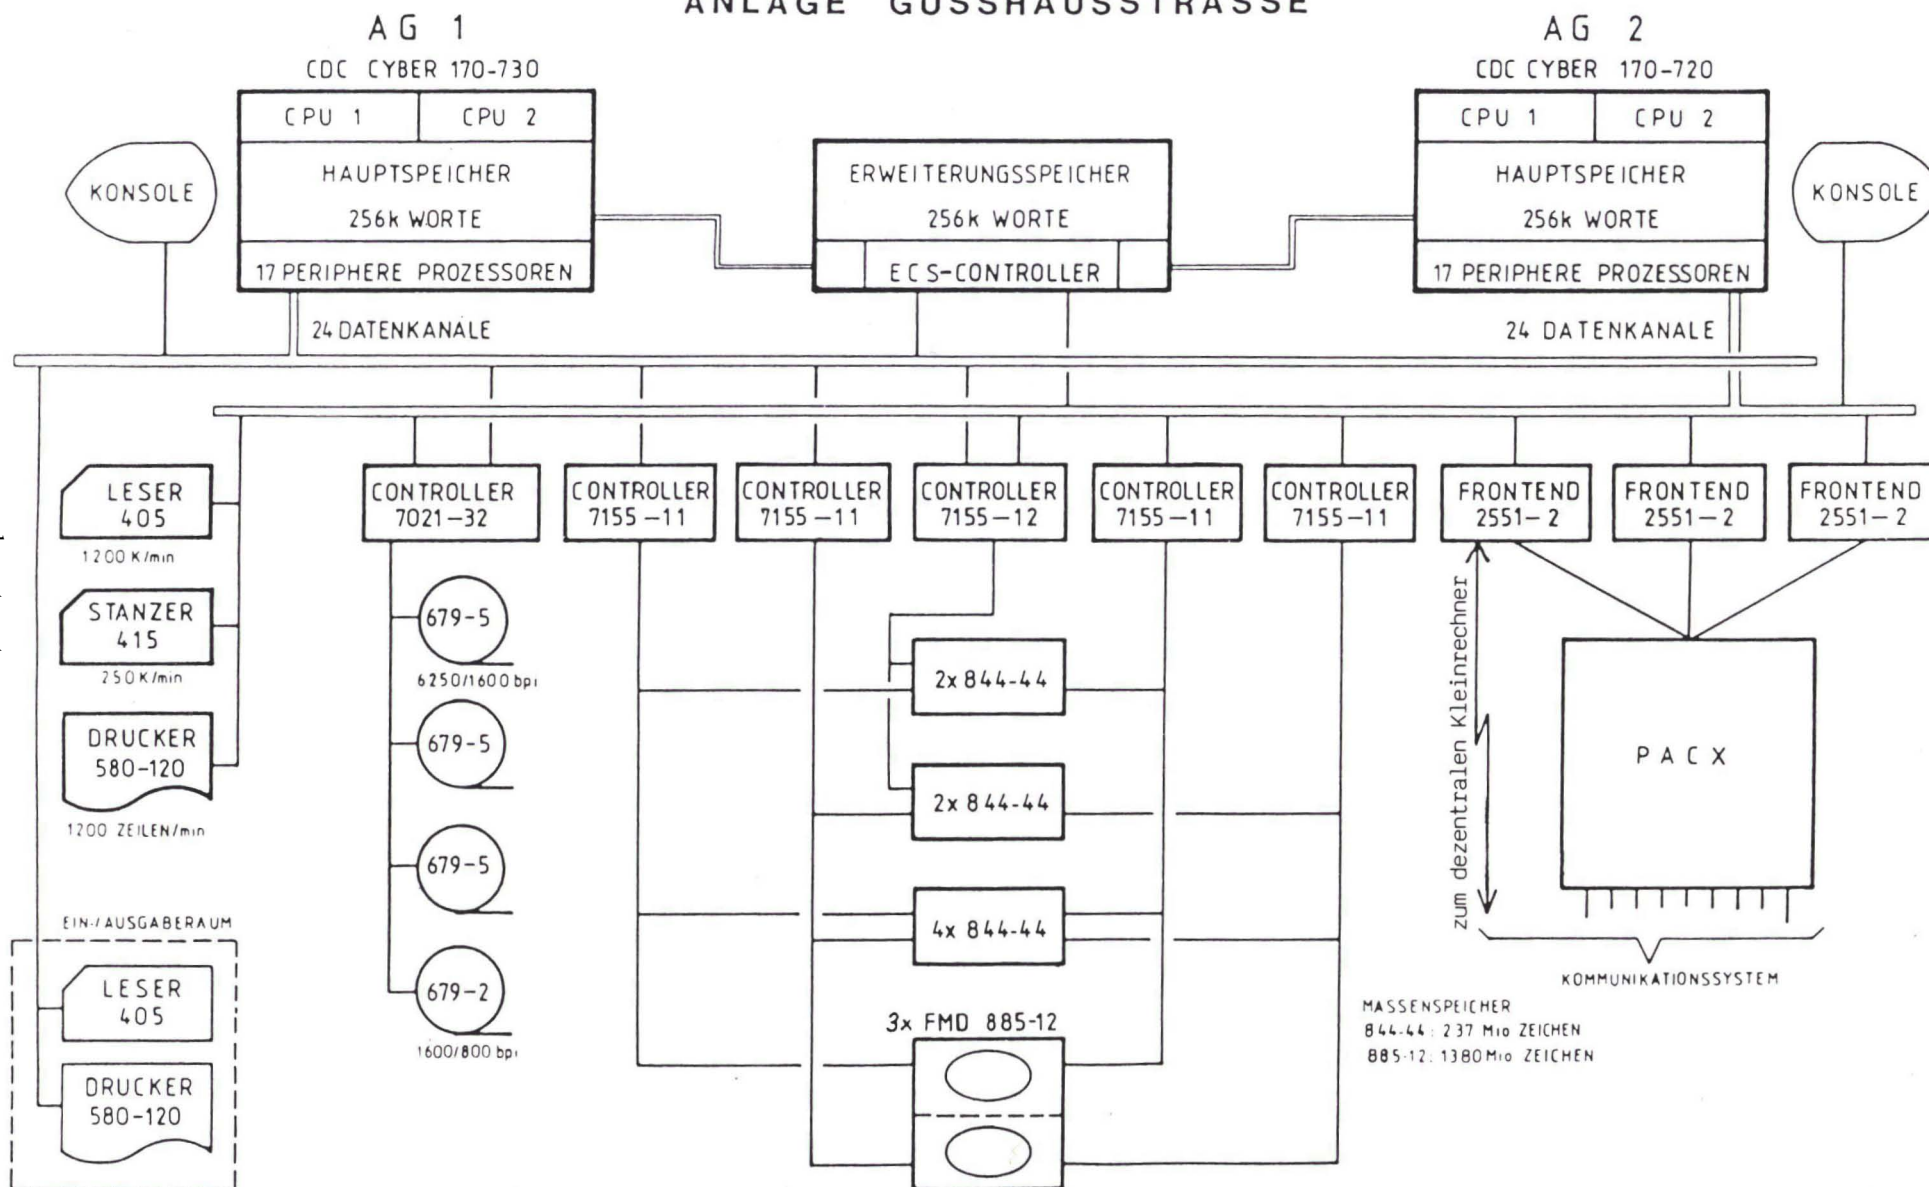 ANLAGE GUSSHAUSSTRASSE
AG 1
CDC CYBER 170-730
CPU 1
CPU 2
HAUPTSPEICHER
256k WORTE
17 PERIPHERE PROZESSOREN
24 DATENKANÄLE
KONSOLE
ERWEITERUNGSSPEICHER
256k WORTE
ECS-CONTROLLER
AG 2
CDC CYBER 170-720
CPU 1
CPU 2
HAUPTSPEICHER
256k WORTE
17 PERIPHERE PROZESSOREN
24 DATENKANALE
KONSOLE
LESER
405
1200 K/min
STANZER
415
250 K/min
DRUCKER
580-120
1200 ZEILEN/min
EIN-/AUSGABERAUM
LESER
405
DRUCKER
580-120
CONTROLLER
7021-32
679-5
6250/1600 bpi
679-5
679-5
679-2
1600/800 bpi
CONTROLLER
7155-11
CONTROLLER
7155-11
CONTROLLER
7155-12
CONTROLLER
7155-11
CONTROLLER
7155-11
2x 844-44
2x 844-44
4x 844-44
3x FMD 885-12
FRONTEND
2551-2
FRONTEND
2551-2
FRONTEND
2551-2
zum dezentralen Kleinrechner
PACX
KOMMUNIKATIONSSYSTEM
MASSENSPEICHER
844-44: 237 Mio ZEICHEN
885-12: 1380 Mio ZEICHEN